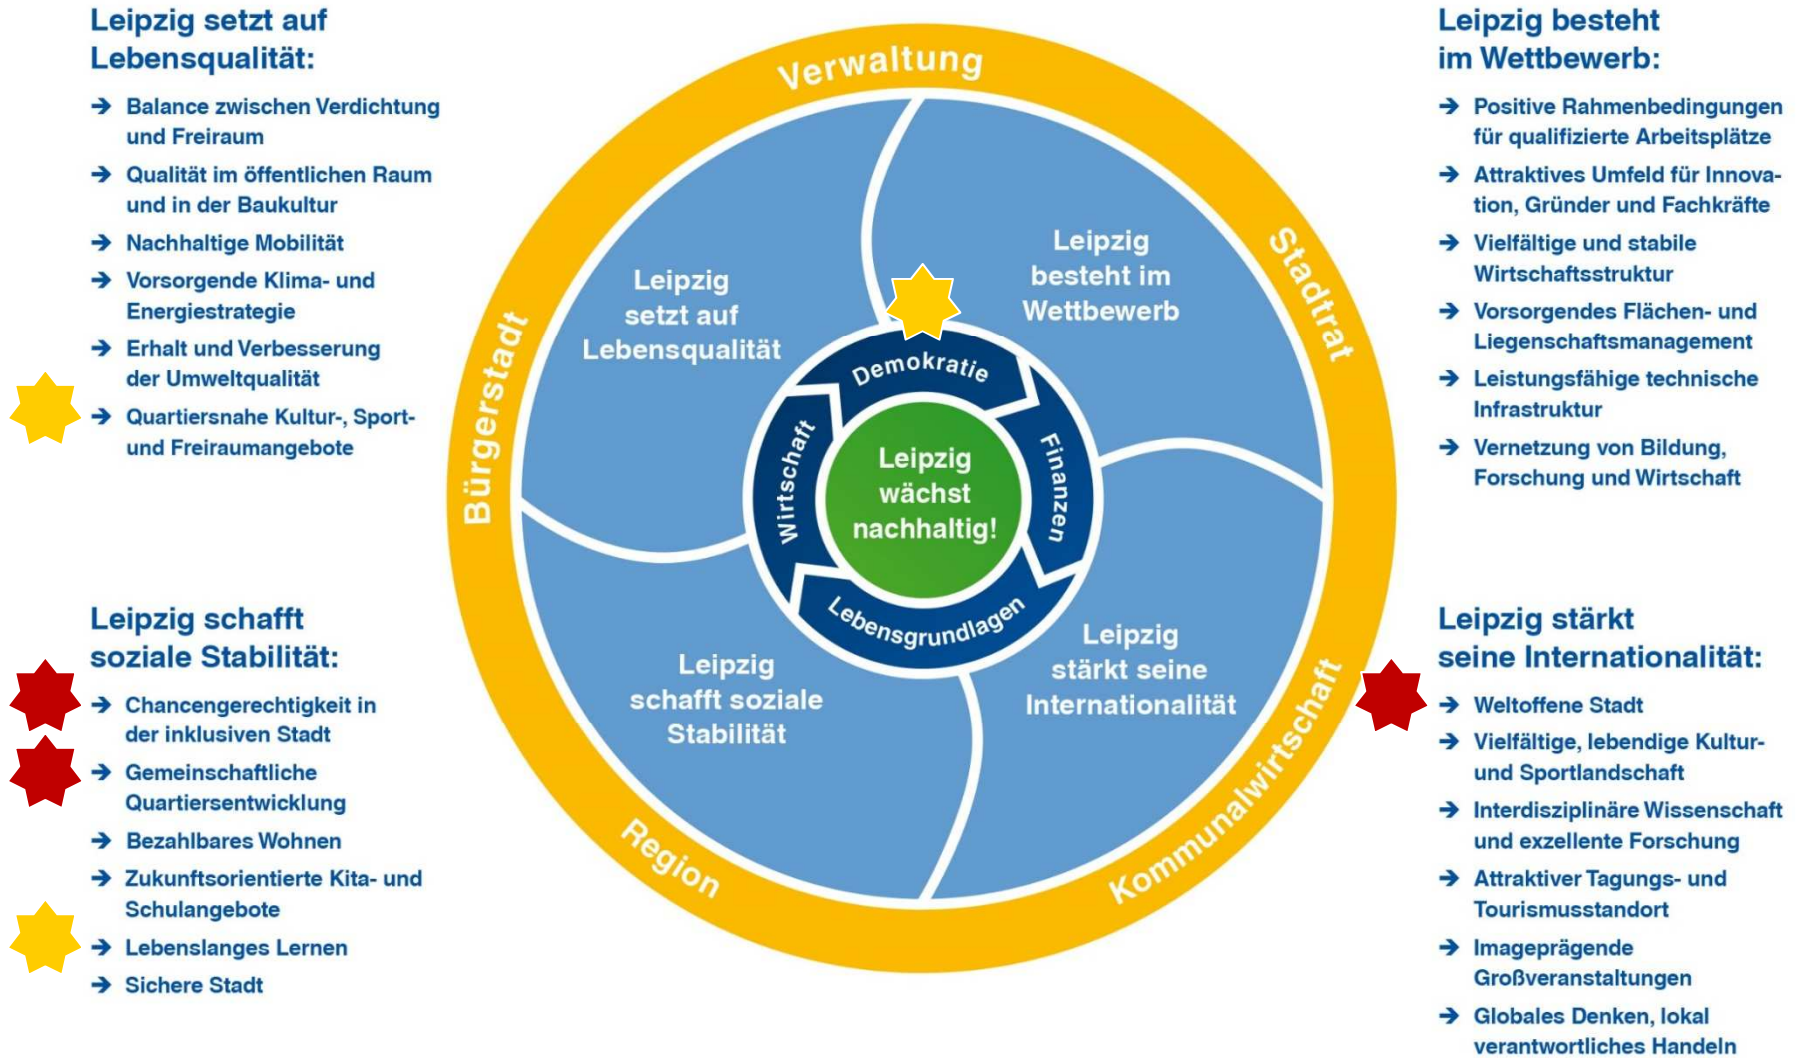 Leipzig setzt auf
Lebensqualität:
→ Balance zwischen Verdichtung
und Freiraum
→ Qualität im öffentlichen Raum
und in der Baukultur
→ Nachhaltige Mobilität
→ Vorsorgende Klima- und
Energiestrategie
→ Erhalt und Verbesserung
der Umweltqualität
→ Quartiersnahe Kultur-, Sport-
und Freiraumangebote
Leipzig schafft
soziale Stabilität:
→ Chancengerechtigkeit in
der inklusiven Stadt
→ Gemeinschaftliche
Quartiersentwicklung
→ Bezahlbares Wohnen
→ Zukunftsorientierte Kita- und
Schulangebote
→ Lebenslanges Lernen
→ Sichere Stadt
Verwaltung
Stadtrat
Kommunalwirtschaft
Region
Bürgerstadt
Leipzig
setzt auf
Lebensqualität
Leipzig
besteht im
Wettbewerb
Leipzig
schafft soziale
Stabilität
Leipzig
stärkt seine
Internationalität
Demokratie
Finanzen
Lebensgrundlagen
Wirtschaft
Leipzig
wächst
nachhaltig!
Leipzig besteht
im Wettbewerb:
→ Positive Rahmenbedingungen
für qualifizierte Arbeitsplätze
→ Attraktives Umfeld für Innova-
tion, Gründer und Fachkräfte
→ Vielfältige und stabile
Wirtschaftsstruktur
→ Vorsorgendes Flächen- und
Liegenschaftsmanagement
→ Leistungsfähige technische
Infrastruktur
→ Vernetzung von Bildung,
Forschung und Wirtschaft
Leipzig stärkt
seine Internationalität:
→ Weltoffene Stadt
→ Vielfältige, lebendige Kultur-
und Sportlandschaft
→ Interdisziplinäre Wissenschaft
und exzellente Forschung
→ Attraktiver Tagungs- und
Tourismusstandort
→ Imageprägende
Großveranstaltungen
→ Globales Denken, lokal
verantwortliches Handeln